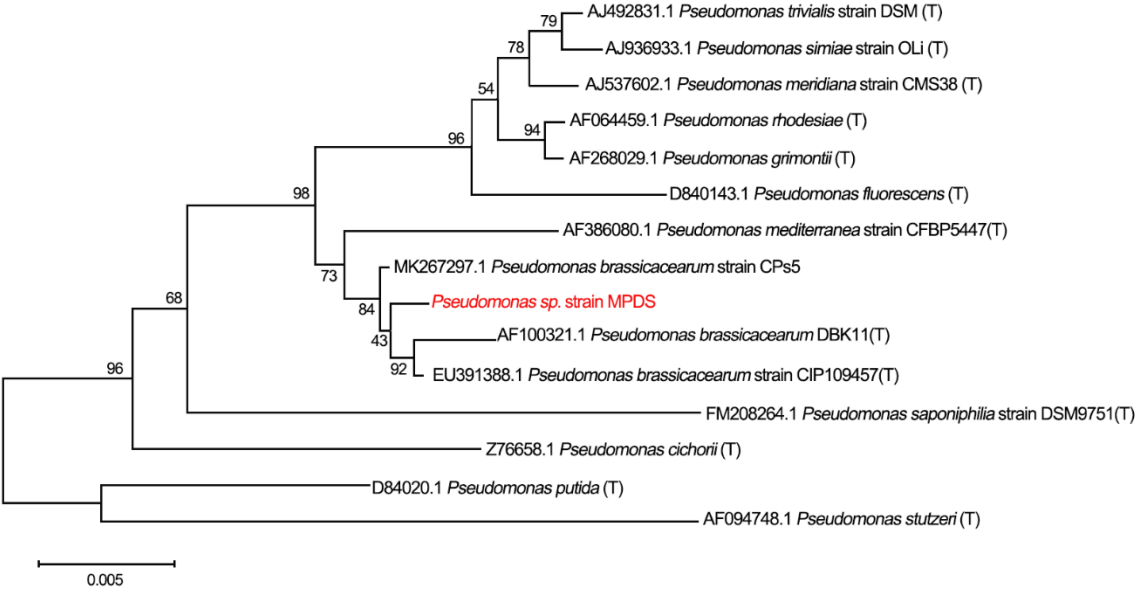 AJ492831.1 Pseudomonas trivialis strain DSM (T)
79
AJ936933.1 Pseudomonas simiae strain OLi (T)
78
AJ537602.1 Pseudomonas meridiana strain CMS38 (T)
54
AF064459.1 Pseudomonas rhodesiae (T)
94
96
AF268029.1 Pseudomonas grimontii (T)
98
D840143.1 Pseudomonas fluorescens (T)
AF386080.1 Pseudomonas mediterranea strain CFBP5447(T)
73
MK267297.1 Pseudomonas brassicacearum strain CPs5
68
84
Pseudomonas sp. strain MPDS
43
AF100321.1 Pseudomonas brassicacearum DBK11(T)
96
92
EU391388.1 Pseudomonas brassicacearum strain CIP109457(T)
FM208264.1 Pseudomonas saponiphilia strain DSM9751(T)
Z76658.1 Pseudomonas cichorii (T)
D84020.1 Pseudomonas putida (T)
AF094748.1 Pseudomonas stutzeri (T)
0.005